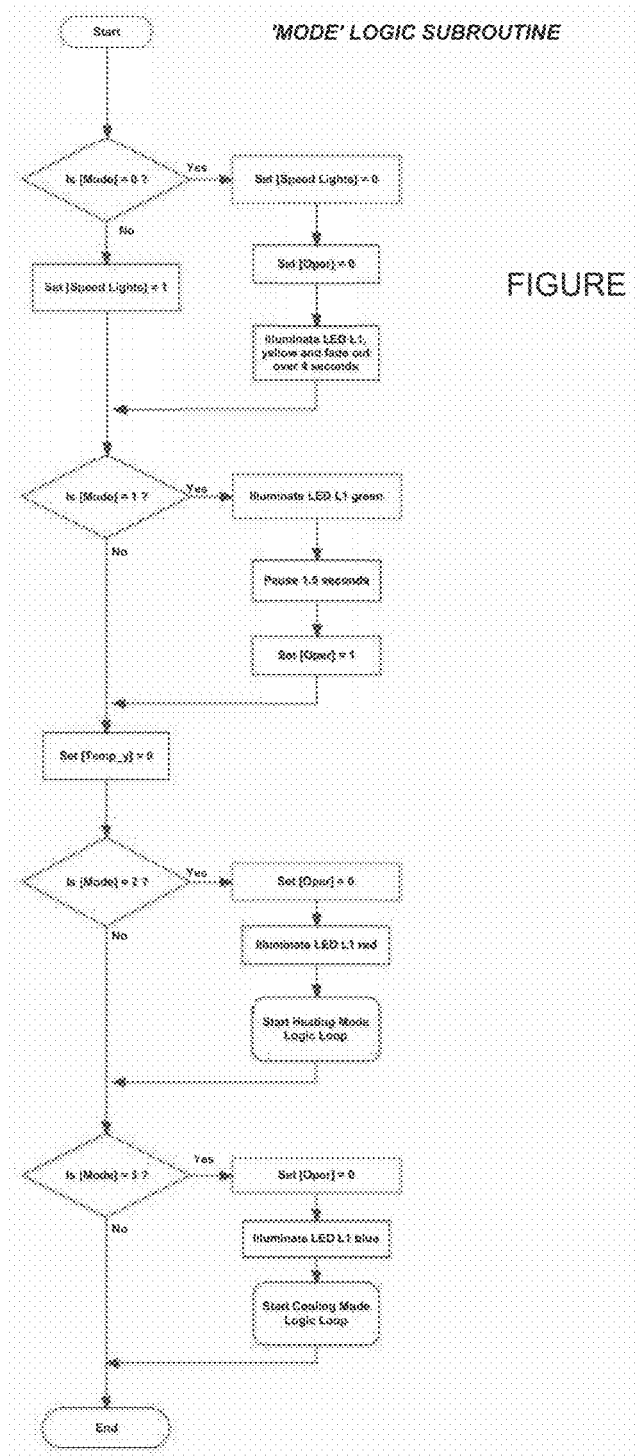 Start
'MODE' LOGIC SUBROUTINE
Is [Mode] = 0 ?
Yes
Set [Speed Lights] = 0
No
Set [Speed Lights] = 1
Set [Oper] = 0
FIGURE
Illuminate LED L1,
yellow and fade out
over 4 seconds
Is [Mode] = 1 ?
Yes
Illuminate LED L1 green
No
Pause 1.5 seconds
Set [Oper] = 1
Set [Temp_y] = 0
Is [Mode] = 2 ?
Yes
Set [Oper] = 0
No
Illuminate LED L1 red
Start Heating Mode
Logic Loop
Is [Mode] = 3 ?
Yes
Set [Oper] = 0
No
Illuminate LED L1 blue
Start Cooling Mode
Logic Loop
End